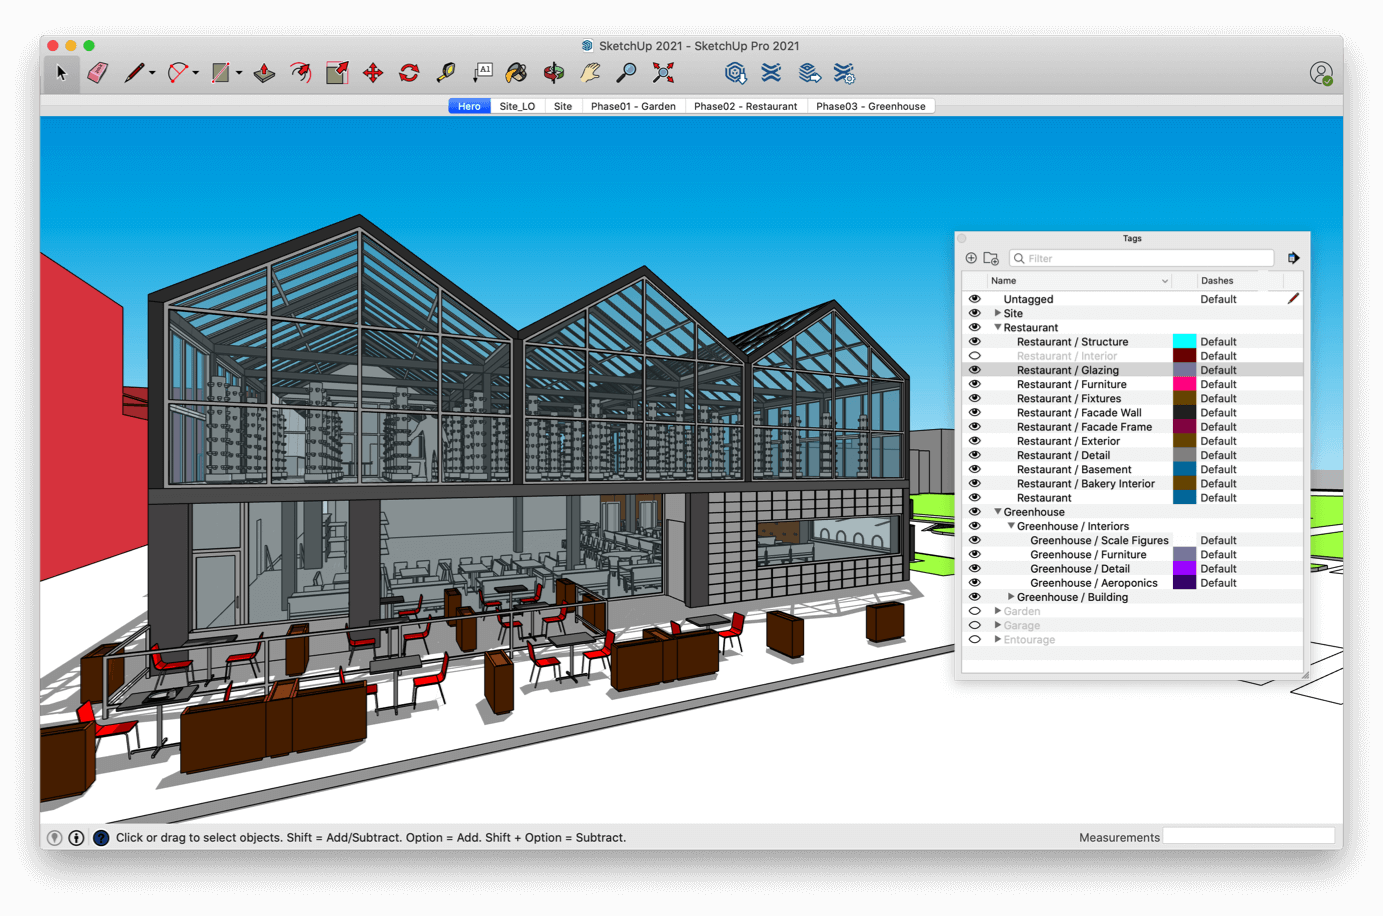 SketchUp 2021 - SketchUp Pro 2021
A1
Hero Site_LO Site Phase01 - Garden Phase02 - Restaurant Phase03 - Greenhouse
Tags
Filter
Name Dashes
Untagged Default
Site
Restaurant
Restaurant / Structure Default
Restaurant / Interior Default
Restaurant / Glazing Default
Restaurant / Furniture Default
Restaurant / Fixtures Default
Restaurant / Facade Wall Default
Restaurant / Facade Frame Default
Restaurant / Exterior Default
Restaurant / Detail Default
Restaurant / Basement Default
Restaurant / Bakery Interior Default
Restaurant Default
Greenhouse
Greenhouse / Interiors
Greenhouse / Scale Figures Default
Greenhouse / Furniture Default
Greenhouse / Detail Default
Greenhouse / Aeroponics Default
Greenhouse / Building
Garden
Garage
Entourage
? Click or drag to select objects. Shift = Add/Subtract. Option = Add. Shift + Option = Subtract. Measurements